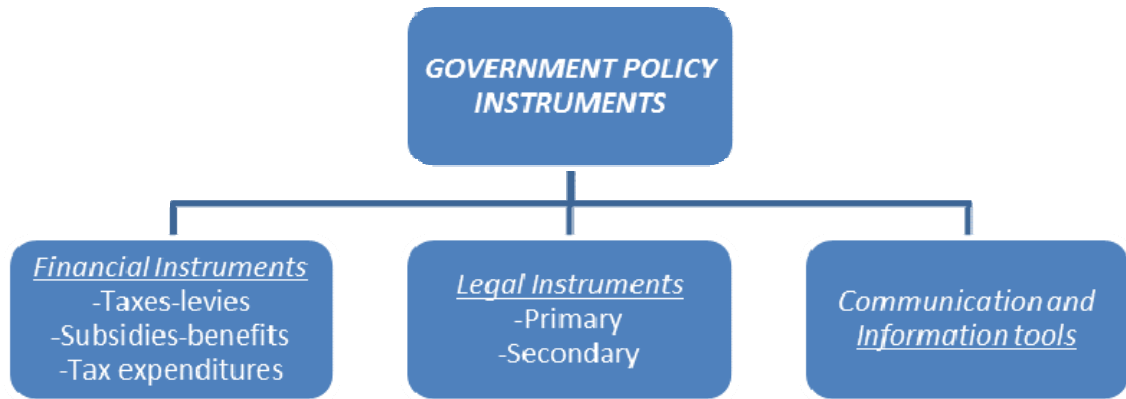 GOVERNMENT POLICY
INSTRUMENTS
Financial Instruments
-Taxes-levies
-Subsidies-benefits
-Tax expenditures
Legal Instruments
-Primary
-Secondary
Communication and
Information tools